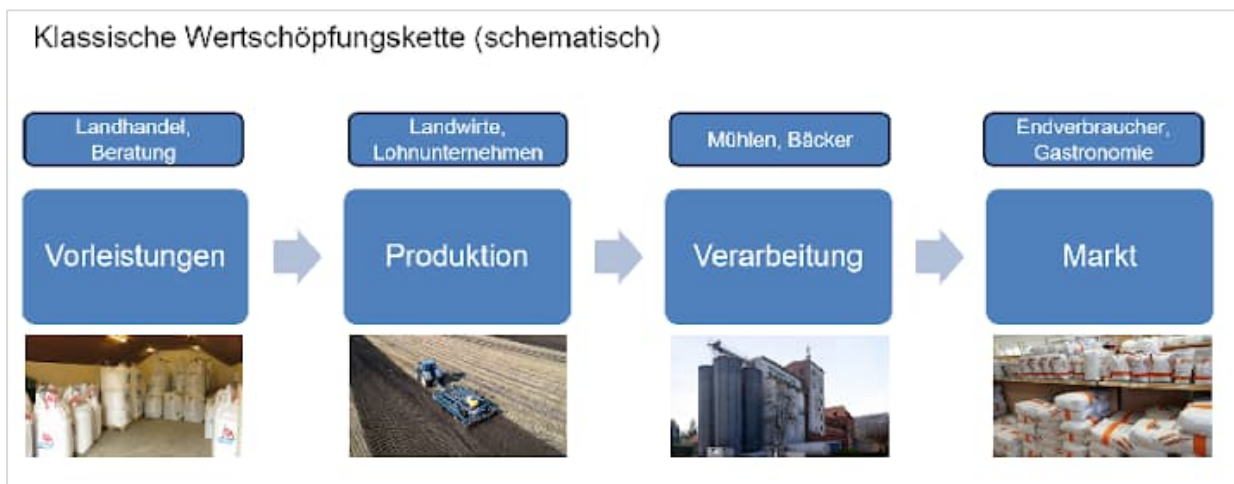 Klassische Wertschöpfungskette (schematisch)
Landhandel,
Beratung
Landwirte,
Lohnunternehmen
Mühlen, Bäcker
Endverbraucher,
Gastronomie
Vorleistungen
Produktion
Verarbeitung
Markt